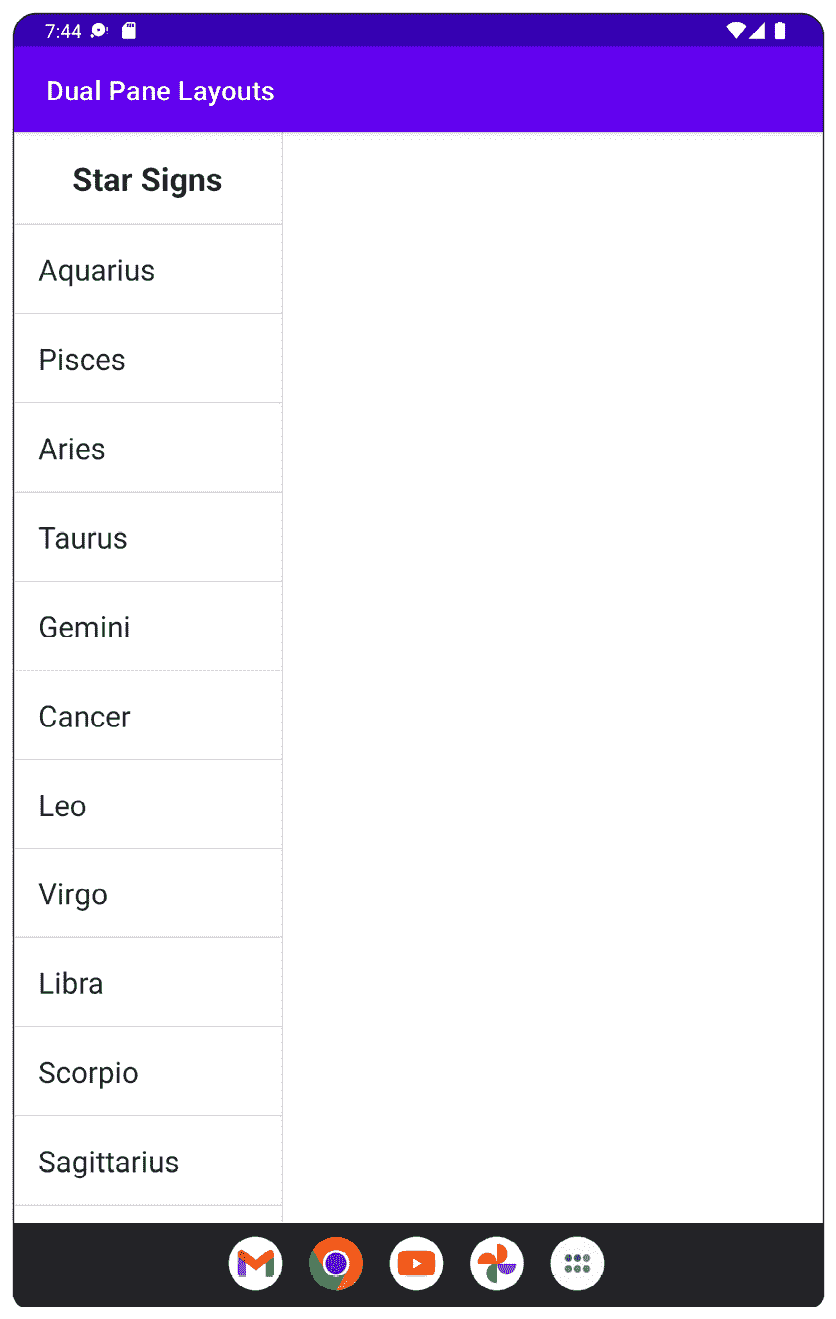 7:44
Dual Pane Layouts
Star Signs
Aquarius
Pisces
Aries
Taurus
Gemini
Cancer
Leo
Virgo
Libra
Scorpio
Sagittarius